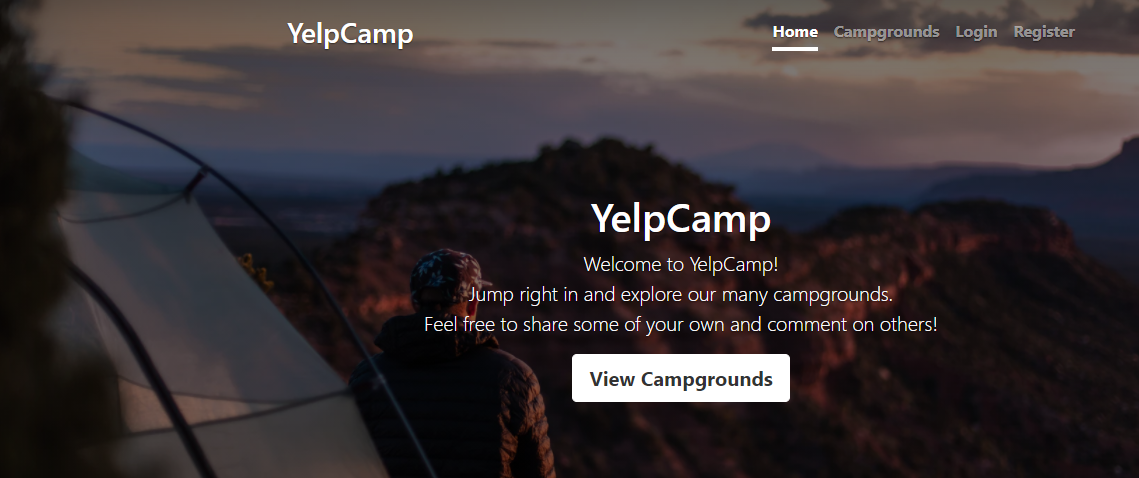 YelpCamp
Home Campgrounds Login Register
YelpCamp
Welcome to YelpCamp!
Jump right in and explore our many campgrounds.
Feel free to share some of your own and comment on others!
View Campgrounds